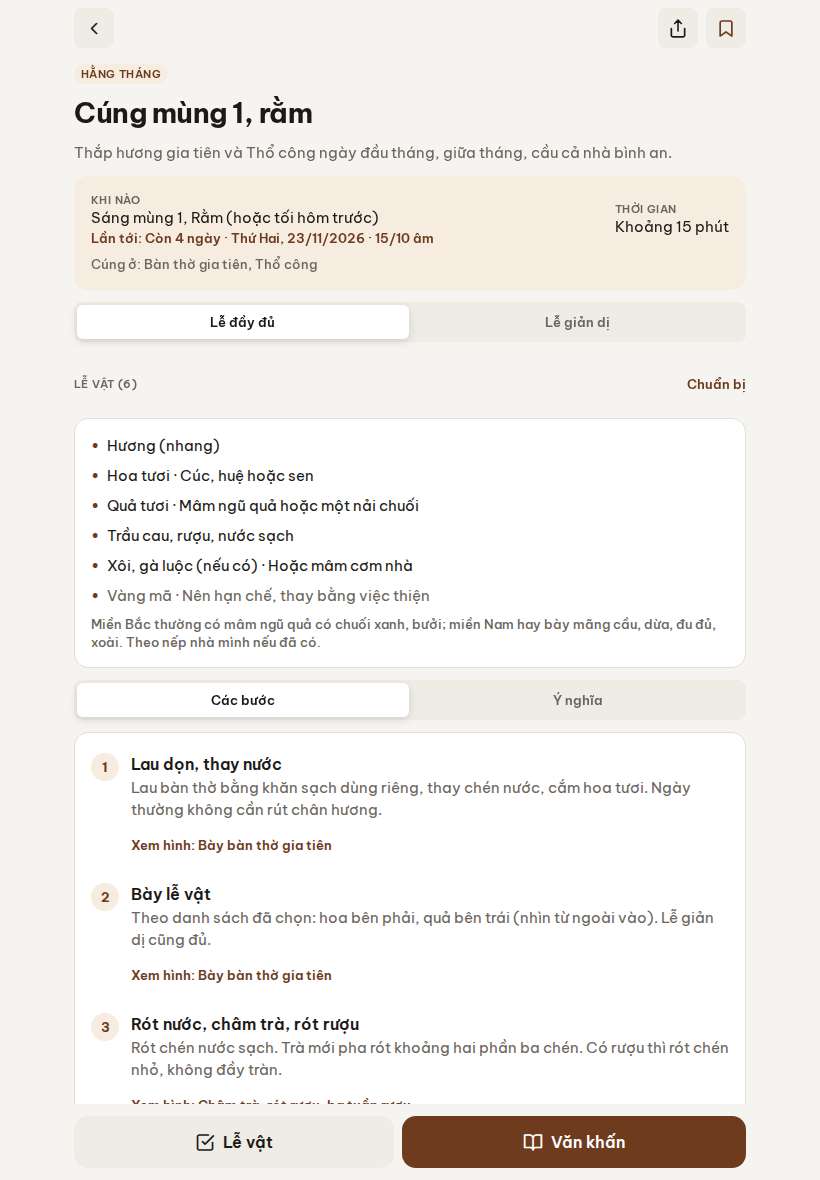 HẰNG THÁNG
Cúng mùng 1, rằm
Thắp hương gia tiên và Thổ công ngày đầu tháng, giữa tháng, cầu cả nhà bình an.
KHI NÀO
Sáng mùng 1, Rằm (hoặc tối hôm trước)
Lần tới: Còn 4 ngày · Thứ Hai, 23/11/2026 · 15/10 âm
Cúng ở: Bàn thờ gia tiên, Thổ công
THỜI GIAN
Khoảng 15 phút
Lễ đầy đủ
Lễ giản dị
LỄ VẬT (6)
Chuẩn bị
• Hương (nhang)
• Hoa tươi · Cúc, huệ hoặc sen
• Quả tươi · Mâm ngũ quả hoặc một nải chuối
• Trầu cau, rượu, nước sạch
• Xôi, gà luộc (nếu có) · Hoặc mâm cơm nhà
• Vàng mã · Nên hạn chế, thay bằng việc thiện
Miền Bắc thường có mâm ngũ quả có chuối xanh, bưởi; miền Nam hay bày mãng cầu, dừa, đu đủ,
xoài. Theo nếp nhà mình nếu đã có.
Các bước
Ý nghĩa
1
Lau dọn, thay nước
Lau bàn thờ bằng khăn sạch dùng riêng, thay chén nước, cắm hoa tươi. Ngày
thường không cần rút chân hương.
Xem hình: Bày bàn thờ gia tiên
2
Bày lễ vật
Theo danh sách đã chọn: hoa bên phải, quả bên trái (nhìn từ ngoài vào). Lễ giản
dị cũng đủ.
Xem hình: Bày bàn thờ gia tiên
3
Rót nước, châm trà, rót rượu
Rót chén nước sạch. Trà mới pha rót khoảng hai phần ba chén. Có rượu thì rót chén
nhỏ, không đầy tràn.
Xem hình: Châm trà, rót rượu, ba tuần rượu
Lễ vật
Văn khấn